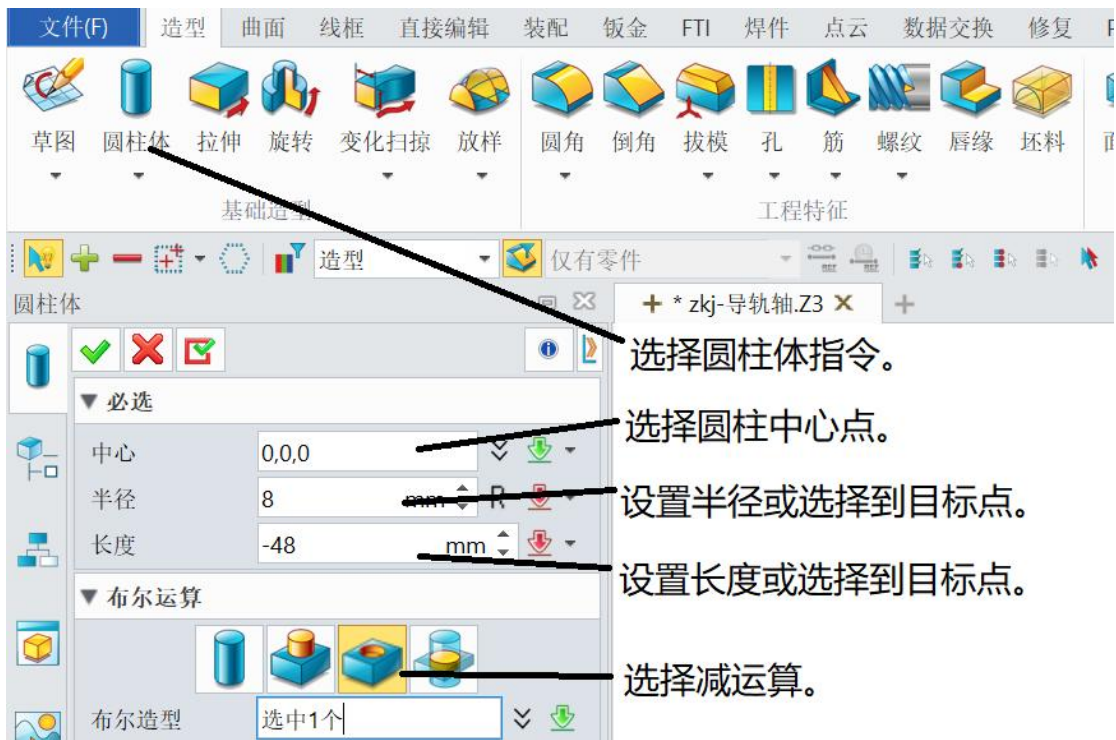 文件(F) 造型 曲面 线框 直接编辑 装配 钣金 FTI 焊件 点云 数据交换 修复
草图 圆柱体 拉伸 旋转 变化扫掠 放样 圆角 倒角 拔模 孔 筋 螺纹 唇缘 坯料
基础造型 工程特征
造型 仅有零件
圆柱体 * zkj-导轨轴.Z3
选择圆柱体指令。
必选
选择圆柱中心点。
中心 0,0,0
半径 8 mm R
设置半径或选择到目标点。
长度 -48 mm
设置长度或选择到目标点。
布尔运算
选择减运算。
布尔造型 选中1个